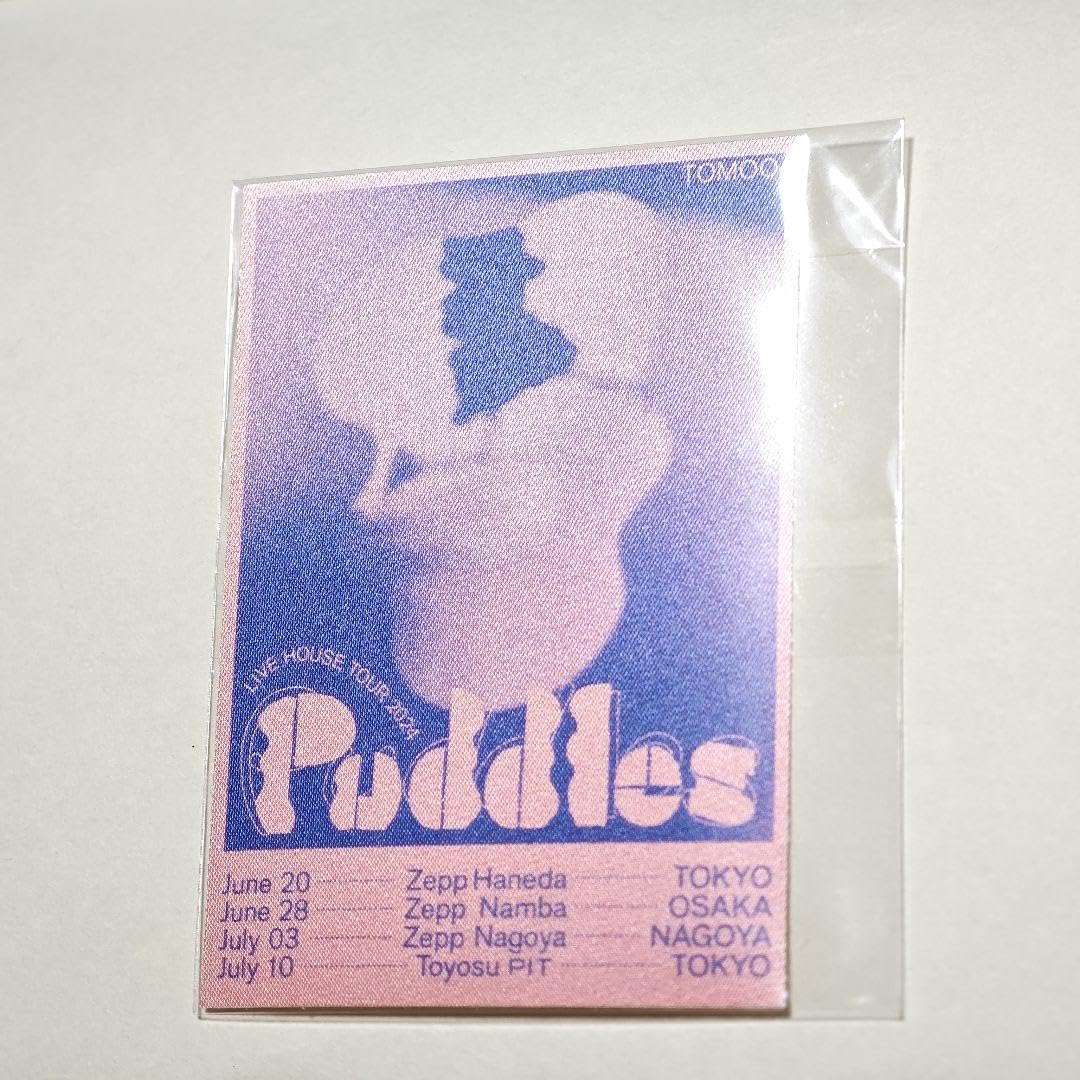 TOMOO
LIVE HOUSE TOUR 2024
Puddles
June 20 Zepp Haneda TOKYO
June 28 Zepp Namba OSAKA
July 03 Zepp Nagoya NAGOYA
July 10 Toyosu PIT TOKYO